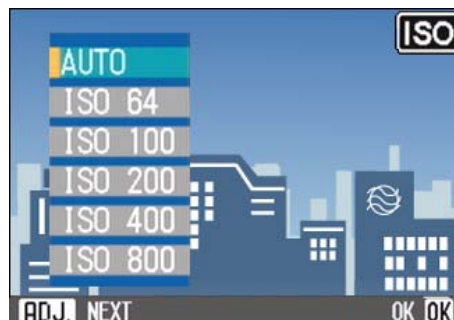 ISO
AUTO
ISO 64
ISO 100
ISO 200
ISO 400
ISO 800
ADJ. NEXT OK OK